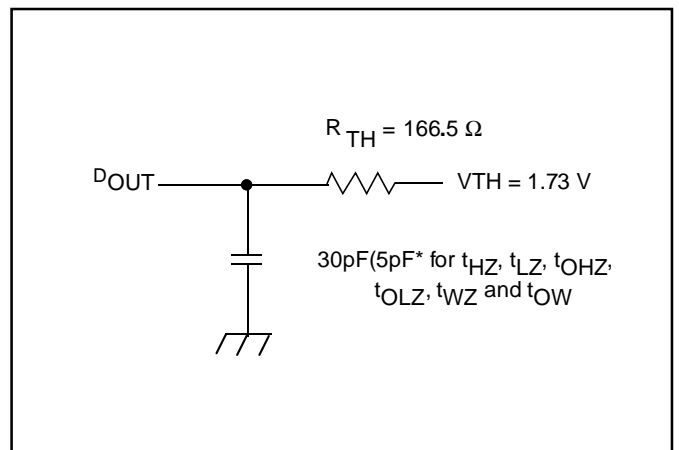 R TH = 166.5 Ω
DOUT
VTH = 1.73 V
30pF(5pF* for tHZ, tLZ, tOHZ,
tOLZ, tWZ and tOW